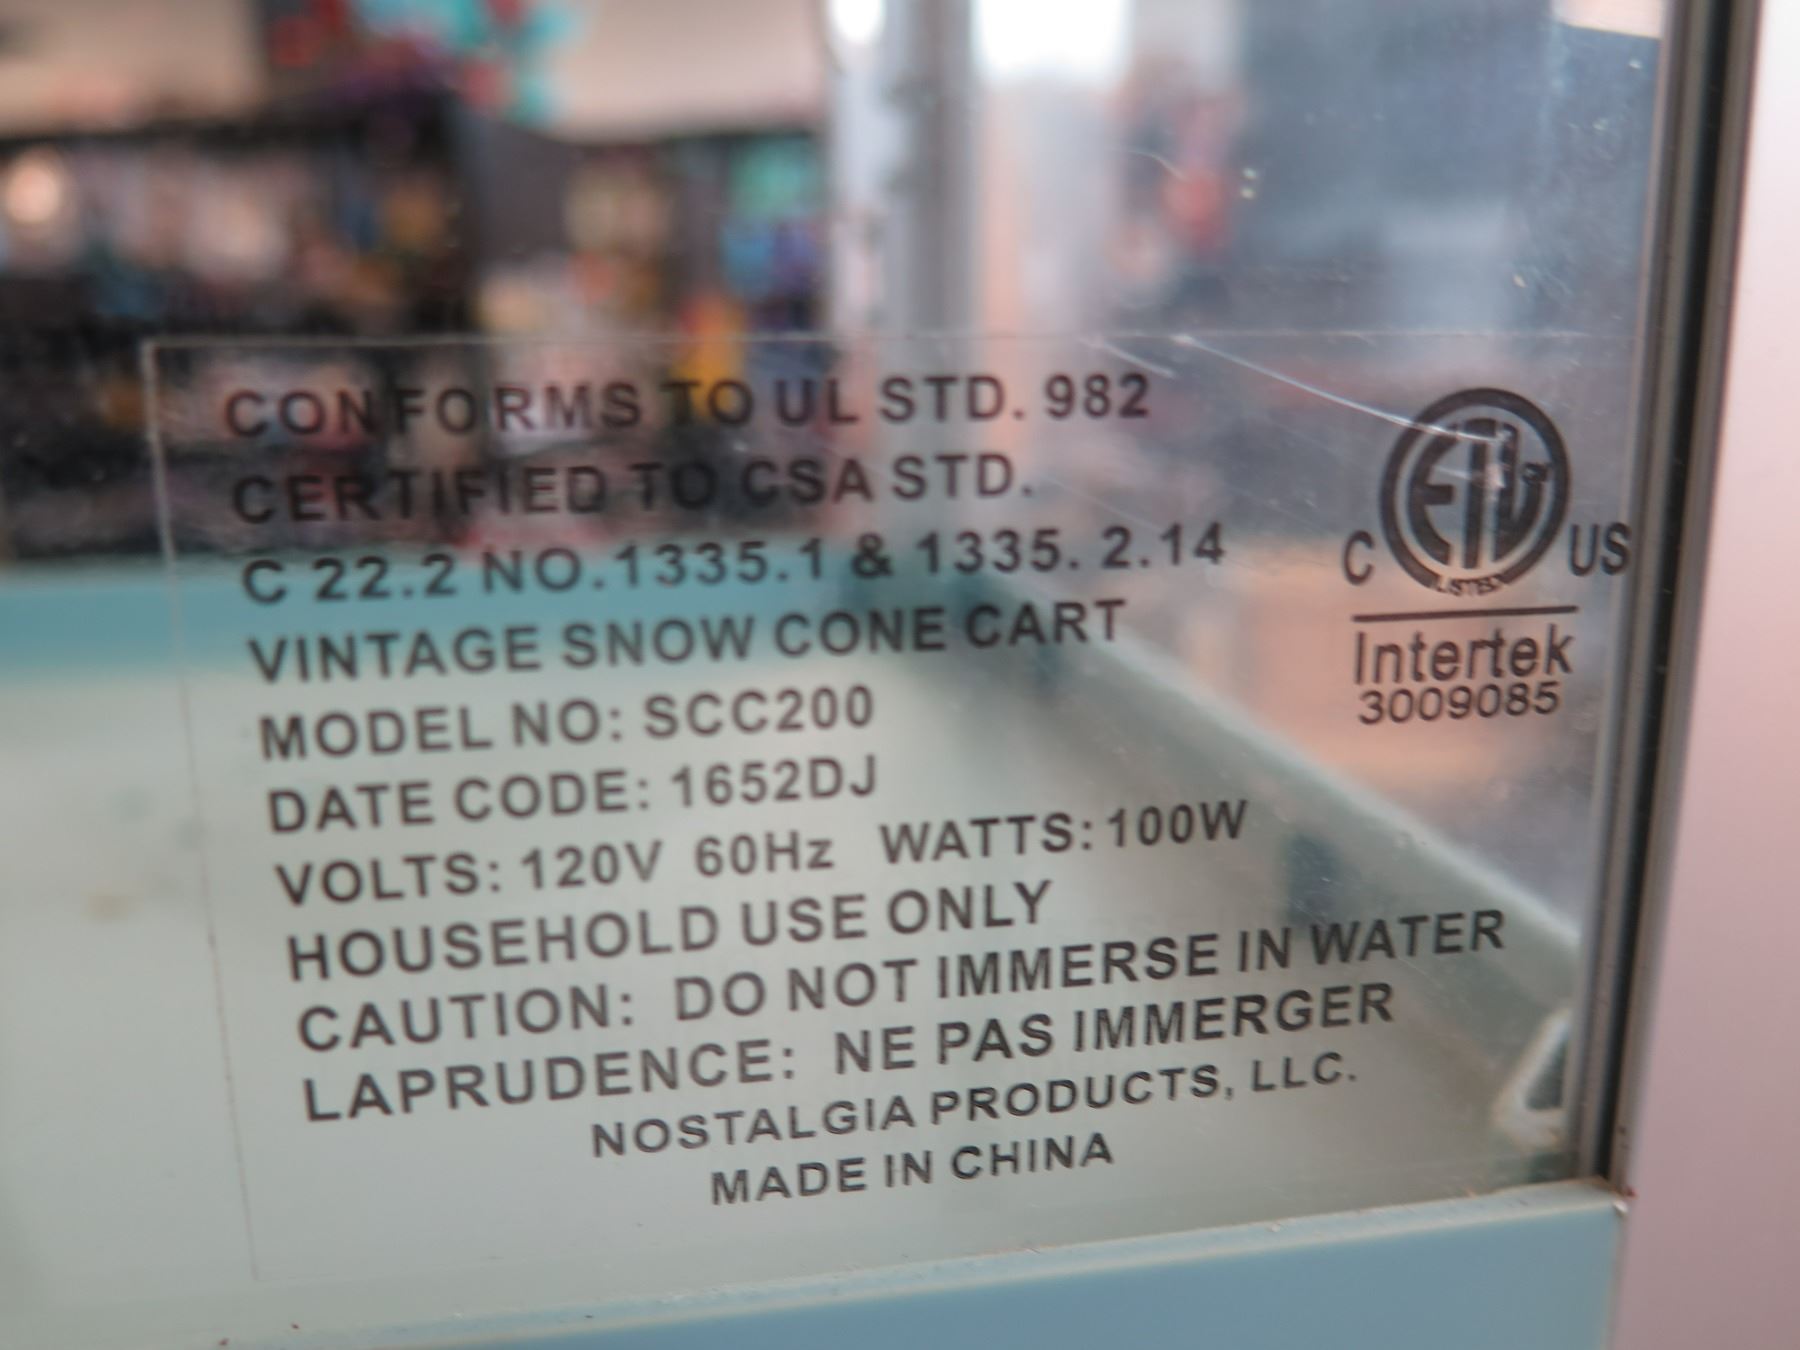 CONFORMS TO UL STD. 982
CERTIFIED TO CSA STD.
C 22.2 NO.1335.1 & 1335. 2.14
VINTAGE SNOW CONE CART
MODEL NO: SCC200
DATE CODE: 1652DJ
VOLTS: 120V 60Hz WATTS: 100W
HOUSEHOLD USE ONLY
CAUTION: DO NOT IMMERSE IN WATER
LAPRUDENCE: NE PAS IMMERGER
NOSTALGIA PRODUCTS, LLC.
MADE IN CHINA
C ETL US
LISTED
Intertek
3009085